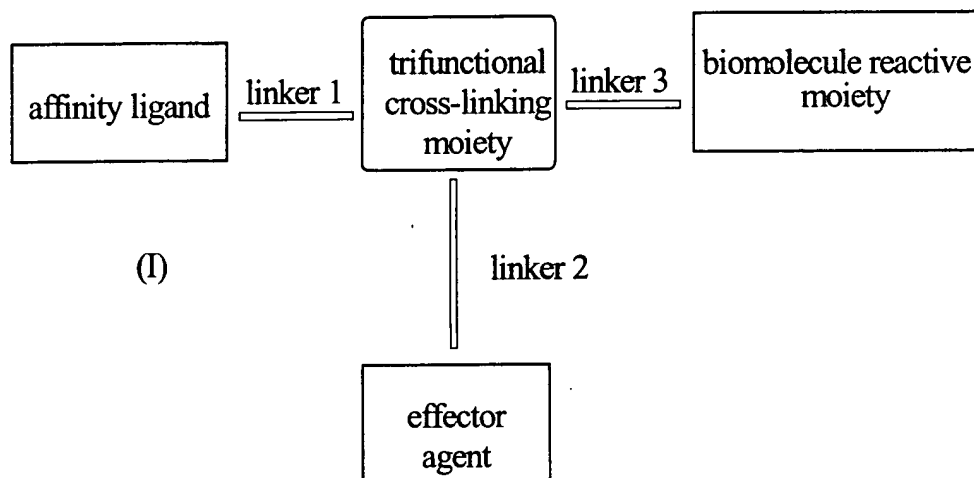 affinity ligand
linker 1
trifunctional
cross-linking
moiety
linker 3
biomolecule reactive
moiety
(I)
linker 2
effector
agent